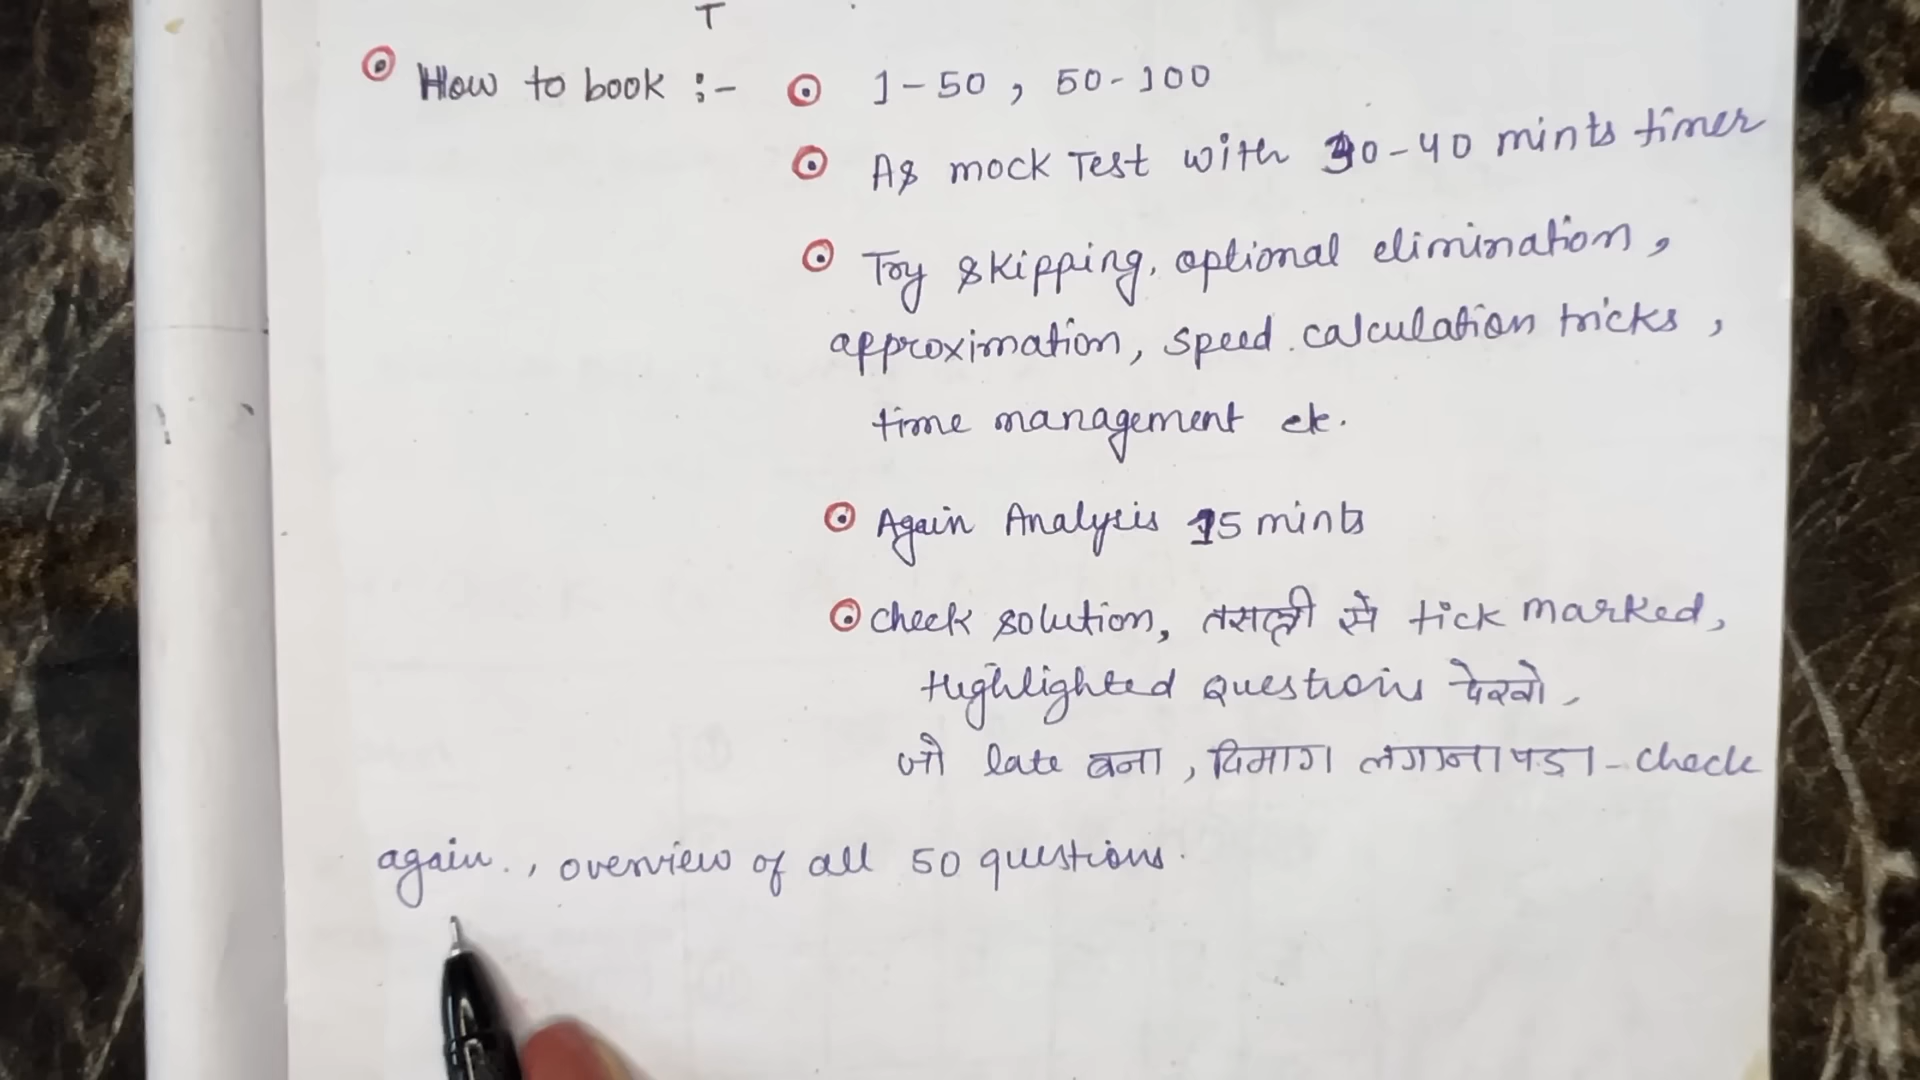 T
How to book :- 1-50, 50-100
As mock Test with 30-40 mints timer
Try skipping, optional elimination,
approximation, speed calculation tricks,
time management etc.
Again Analysis 15 mints
check solution, तसल्ली से tick marked,
Highlighted questions देखो,
जो late बना, दिमाग लगाना पड़ा - check
again., overview of all 50 questions.